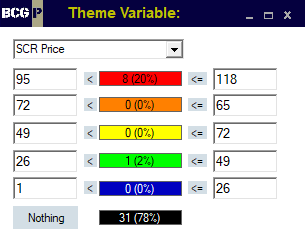 BCG P Theme Variable:
SCR Price
95 < 8 (20%) <= 118
72 < 0 (0%) <= 65
49 < 0 (0%) <= 72
26 < 1 (2%) <= 49
1 < 0 (0%) <= 26
Nothing 31 (78%)